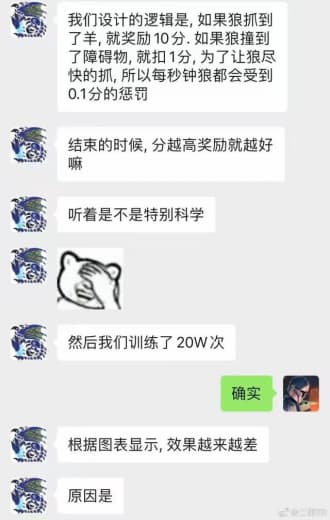 我们设计的逻辑是, 如果狼抓到
了羊, 就奖励10分. 如果狼撞到
了障碍物, 就扣1分, 为了让狼尽
快的抓, 所以每秒钟狼都会受到
0.1分的惩罚
结束的时候, 分越高奖励就越好
嘛
听着是不是特别科学
然后我们训练了20W次
确实
根据图表显示, 效果越来越差
原因是